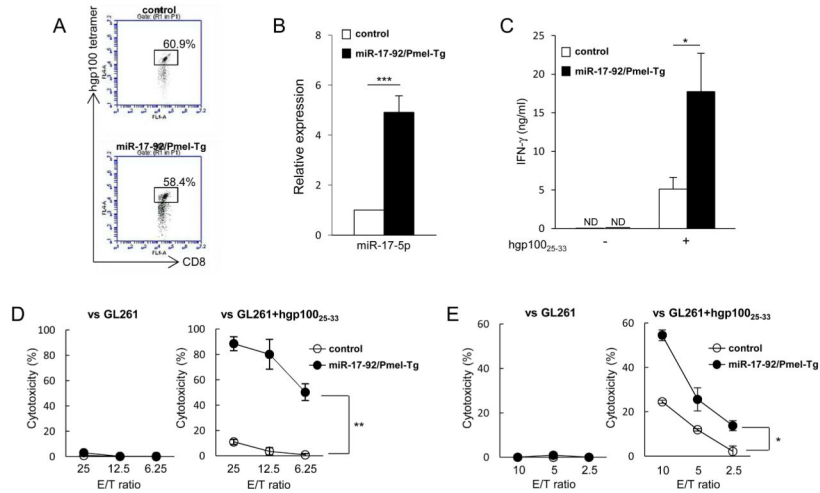 A
control
Gate: (R1 in P1)
60.9%
hgp100 tetramer
FL4-A
FL1-A
miR-17-92/Pmel-Tg
Gate: (R1 in P1)
58.4%
FL4-A
FL1-A
CD8
B
control
miR-17-92/Pmel-Tg
***
Relative expression
8
6
4
2
0
miR-17-5p
C
control
miR-17-92/Pmel-Tg
*
IFN-γ (ng/ml)
25
20
15
10
5
0
ND ND
hgp100₂₅₋₃₃ - +
D
vs GL261
Cytotoxicity (%)
100
80
60
40
20
0
25 12.5 6.25
E/T ratio
vs GL261+hgp100₂₅₋₃₃
Cytotoxicity (%)
100
80
60
40
20
0
control
miR-17-92/Pmel-Tg
**
25 12.5 6.25
E/T ratio
E
vs GL261
Cytotoxicity (%)
60
40
20
0
10 5 2.5
E/T ratio
vs GL261+hgp100₂₅₋₃₃
Cytotoxicity (%)
60
40
20
0
control
miR-17-92/Pmel-Tg
*
10 5 2.5
E/T ratio